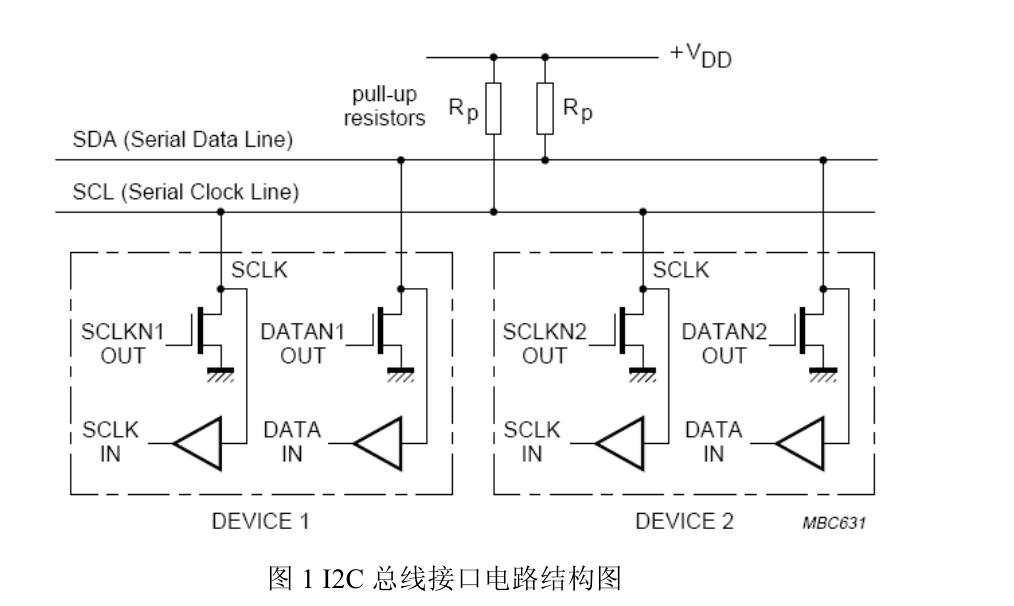 +VDD
pull-up
resistors
Rp
Rp
SDA (Serial Data Line)
SCL (Serial Clock Line)
SCLK
SCLKN1
OUT
DATAN1
OUT
SCLK
IN
DATA
IN
DEVICE 1
SCLK
SCLKN2
OUT
DATAN2
OUT
SCLK
IN
DATA
IN
DEVICE 2
MBC631
图 1 I2C 总线接口电路结构图